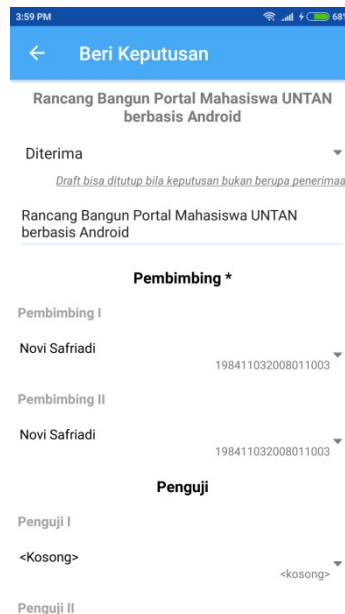 3:59 PM
68%
Beri Keputusan
Rancang Bangun Portal Mahasiswa UNTAN
berbasis Android
Diterima
Draft bisa ditutup bila keputusan bukan berupa penerimaa
Rancang Bangun Portal Mahasiswa UNTAN
berbasis Android
Pembimbing *
Pembimbing I
Novi Safriadi
198411032008011003
Pembimbing II
Novi Safriadi
198411032008011003
Penguji
Penguji I
<Kosong>
<kosong>
Penguji II